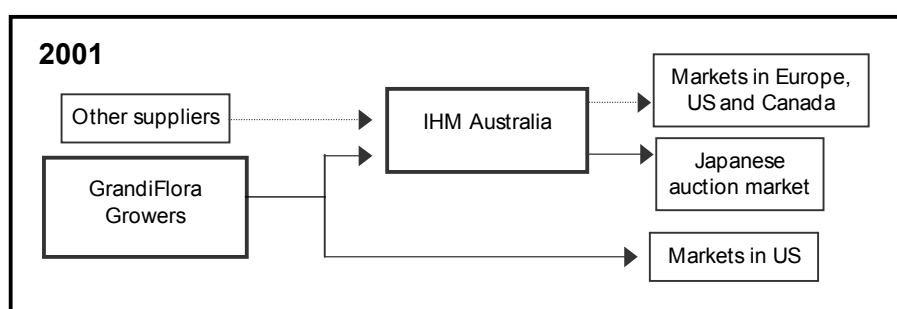 2001
Other suppliers
GrandiFlora
Growers
IHM Australia
Markets in Europe,
US and Canada
Japanese
auction market
Markets in US